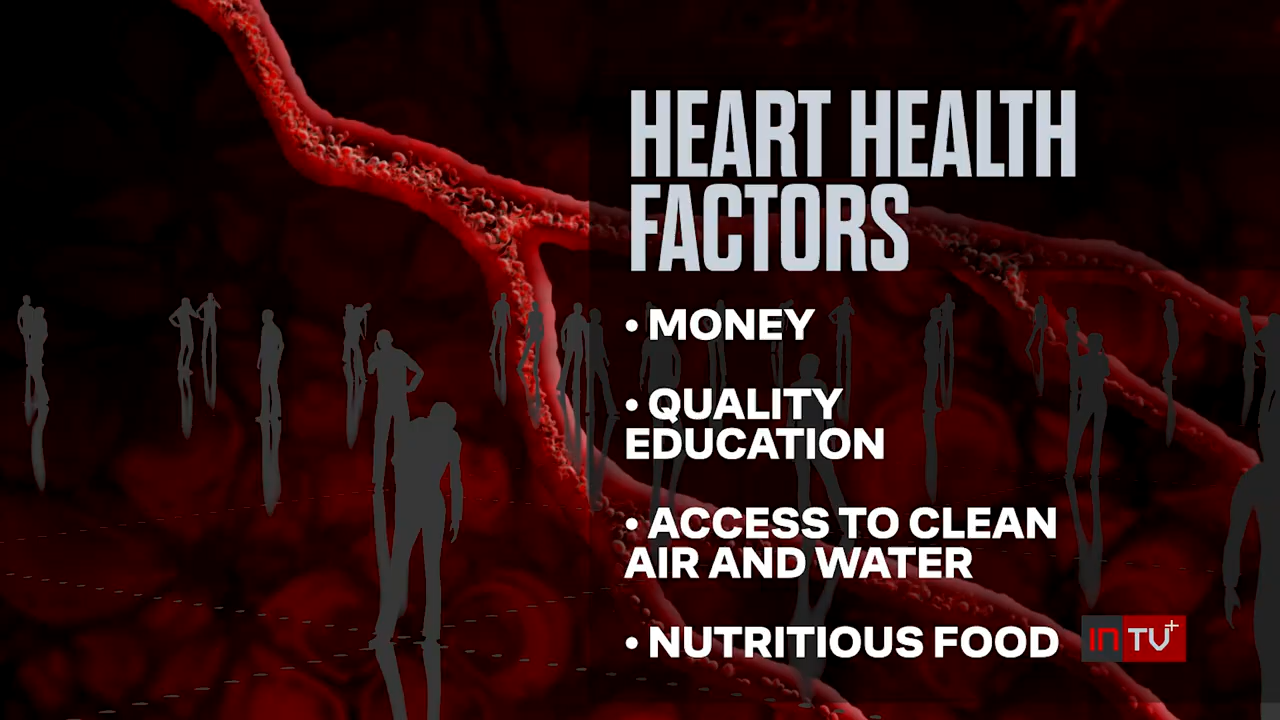 HEART HEALTH
FACTORS
• MONEY
• QUALITY
EDUCATION
• ACCESS TO CLEAN
AIR AND WATER
• NUTRITIOUS FOOD
INTV+